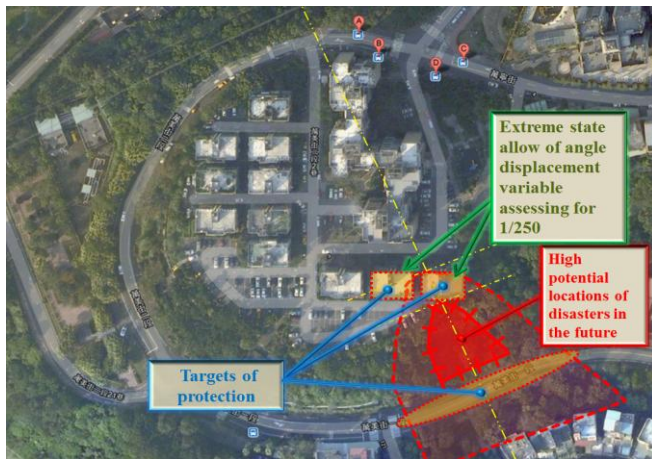 A
B
C
D
Extreme state
allow of angle
displacement
variable
assessing for
1/250
High
potential
locations of
disasters in
the future
Targets of
protection